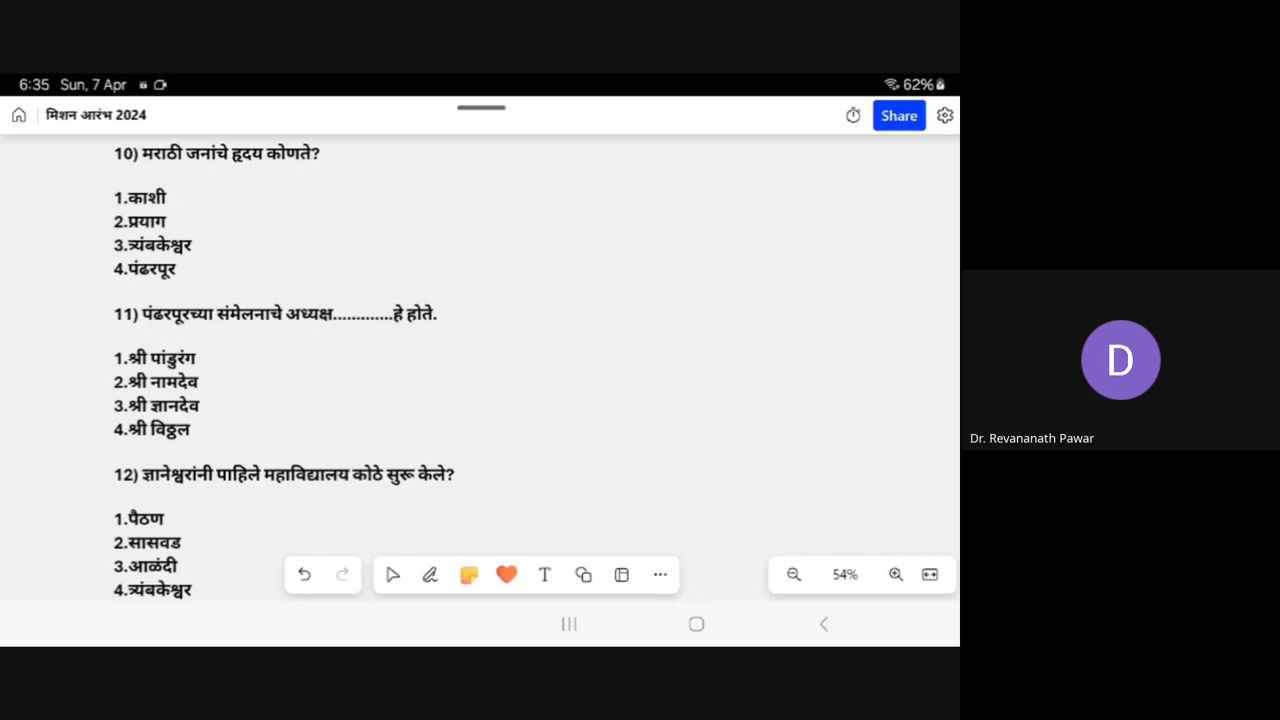 6:35 Sun, 7 Apr 62%
मिशन आरंभ 2024 Share
10) मराठी जनांचे हृदय कोणते?
1.काशी
2.प्रयाग
3.त्र्यंबकेश्वर
4.पंढरपूर
11) पंढरपूरच्या संमेलनाचे अध्यक्ष.............हे होते.
1.श्री पांडुरंग
2.श्री नामदेव
3.श्री ज्ञानदेव
4.श्री विठ्ठल
12) ज्ञानेश्वरांनी पाहिले महाविद्यालय कोठे सुरू केले?
1.पैठण
2.सासवड
3.आळंदी
4.त्र्यंबकेश्वर
T 54%
D
Dr. Revananath Pawar